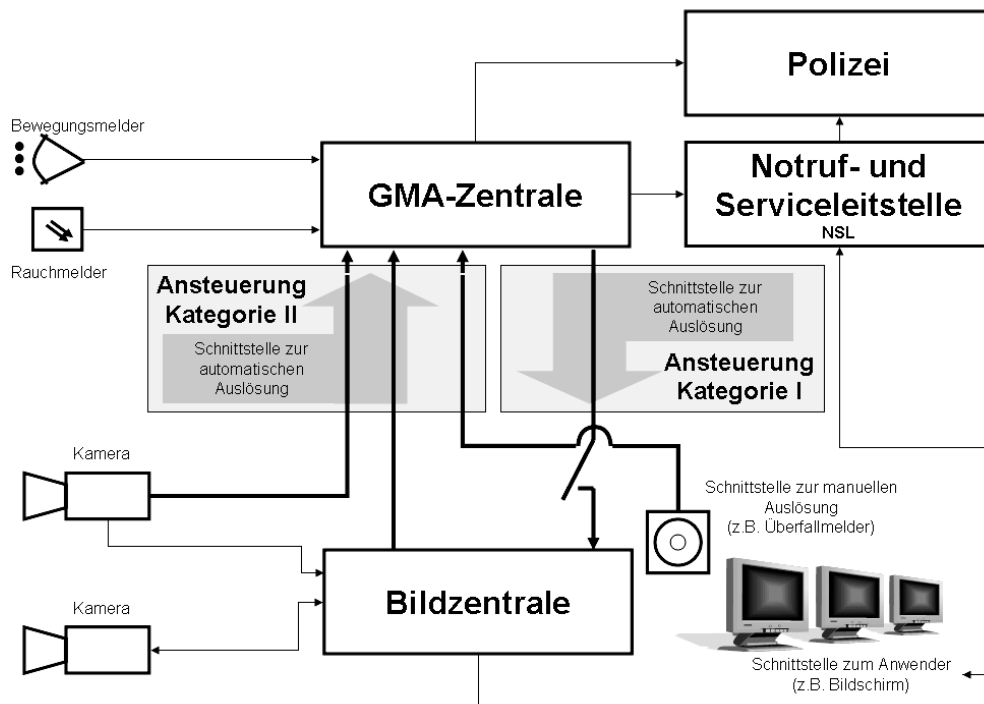 Polizei
Bewegungsmelder
GMA-Zentrale
Notruf- und
Serviceleitstelle
NSL
Rauchmelder
Ansteuerung
Kategorie II
Schnittstelle zur
automatischen
Auslösung
Schnittstelle zur
automatischen
Auslösung
Ansteuerung
Kategorie I
Kamera
Schnittstelle zur manuellen
Auslösung
(z.B. Überfallmelder)
Bildzentrale
Kamera
Schnittstelle zum Anwender
(z.B. Bildschirm)